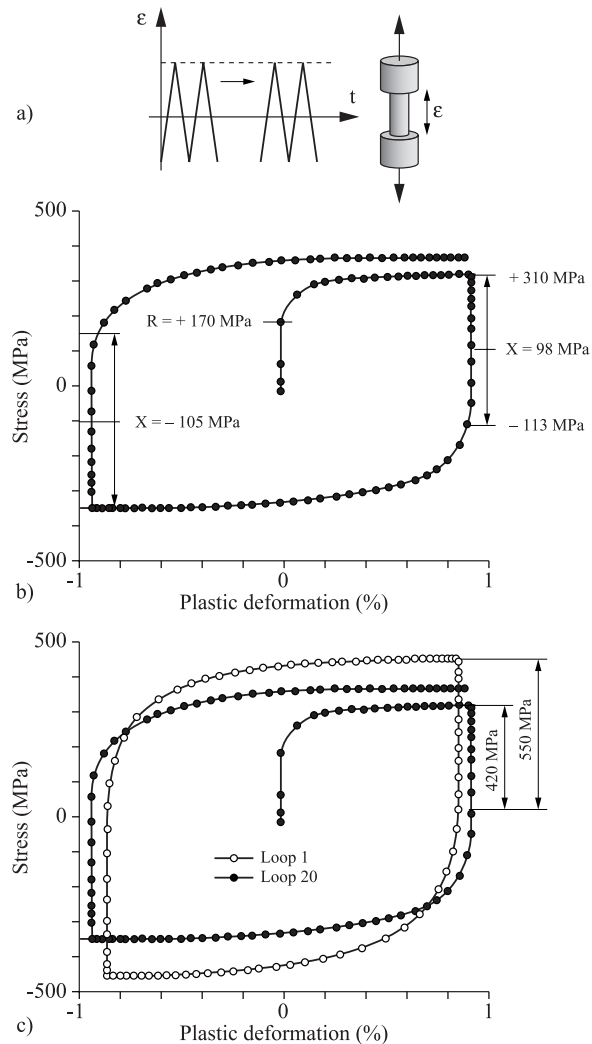 ε
t
ε
a)
500
+ 310 MPa
R = + 170 MPa
X = 98 MPa
0
X = – 105 MPa
– 113 MPa
Stress (MPa)
-500
-1
0
1
b)
Plastic deformation (%)
500
550 MPa
420 MPa
0
Loop 1
Loop 20
Stress (MPa)
-500
-1
0
1
c)
Plastic deformation (%)